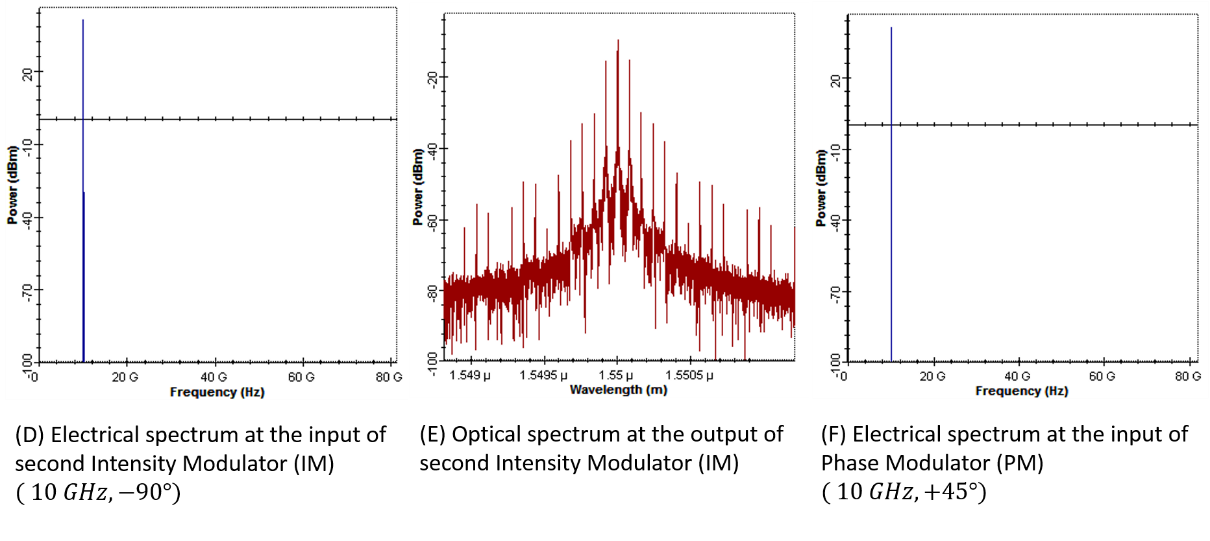 20
-10
-40
-70
-100
Power (dBm)
0
20 G
40 G
60 G
80 G
Frequency (Hz)
-20
-40
-60
-80
-100
Power (dBm)
1.549 µ
1.5495 µ
1.55 µ
1.5505 µ
Wavelength (m)
20
-10
-40
-70
-100
Power (dBm)
0
20 G
40 G
60 G
80 G
Frequency (Hz)
(D) Electrical spectrum at the input of
second Intensity Modulator (IM)
( 10 GHz, −90°)
(E) Optical spectrum at the output of
second Intensity Modulator (IM)
(F) Electrical spectrum at the input of
Phase Modulator (PM)
( 10 GHz, +45°)